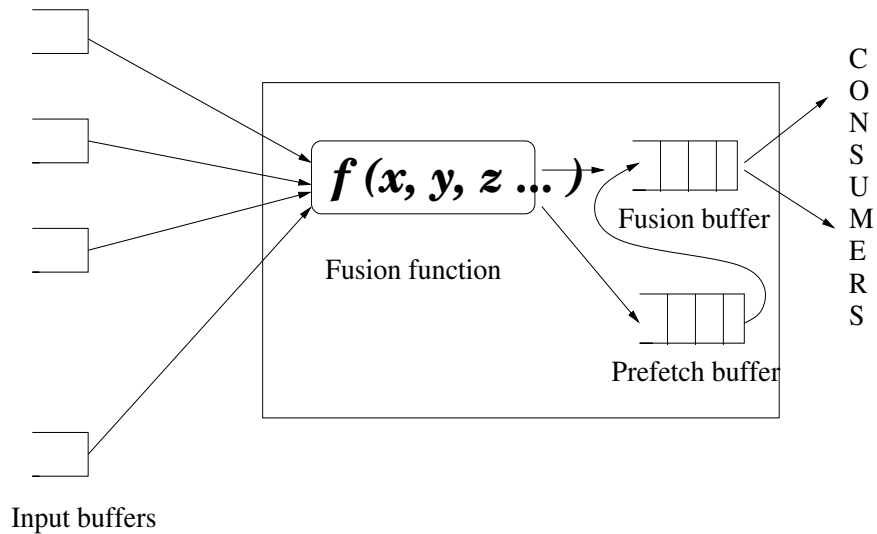 f (x, y, z ... )
Fusion function
Fusion buffer
Prefetch buffer
Input buffers
C
O
N
S
U
M
E
R
S